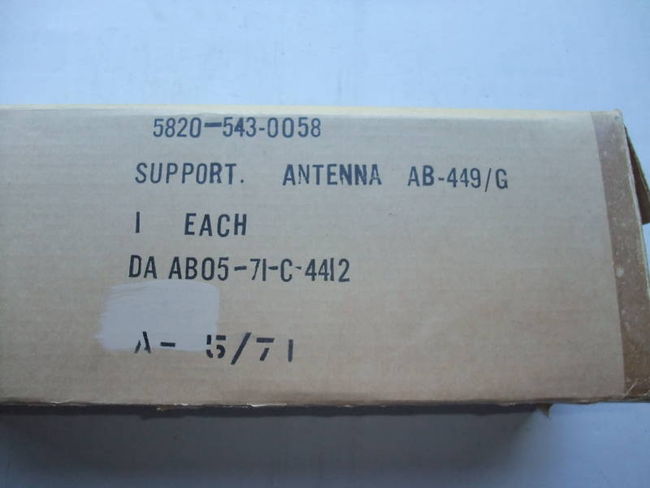 5820-543-0058
SUPPORT. ANTENNA AB-449/G
1 EACH
DA AB05-71-C-4412
A- 5/71